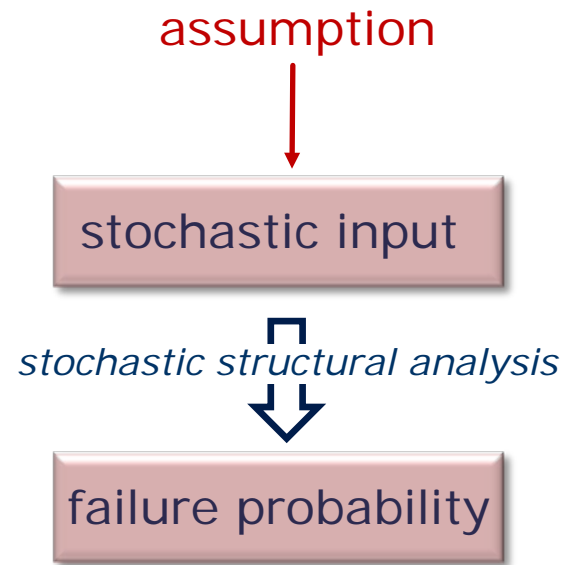 assumption
stochastic input
stochastic structural analysis
failure probability